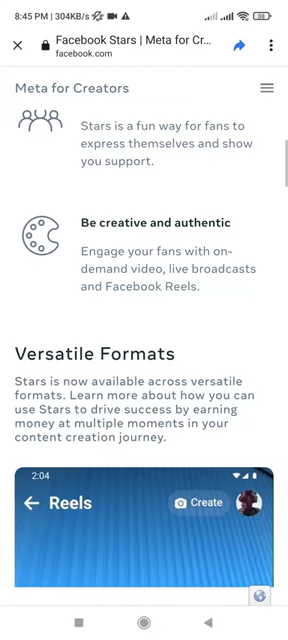 8:45 PM | 304KB/s
38
Facebook Stars | Meta for Cr...
facebook.com
Meta for Creators
Stars is a fun way for fans to
express themselves and show
you support.
Be creative and authentic
Engage your fans with on-
demand video, live broadcasts
and Facebook Reels.
Versatile Formats
Stars is now available across versatile
formats. Learn more about how you can
use Stars to drive success by earning
money at multiple moments in your
content creation journey.
2:04
Reels
Create